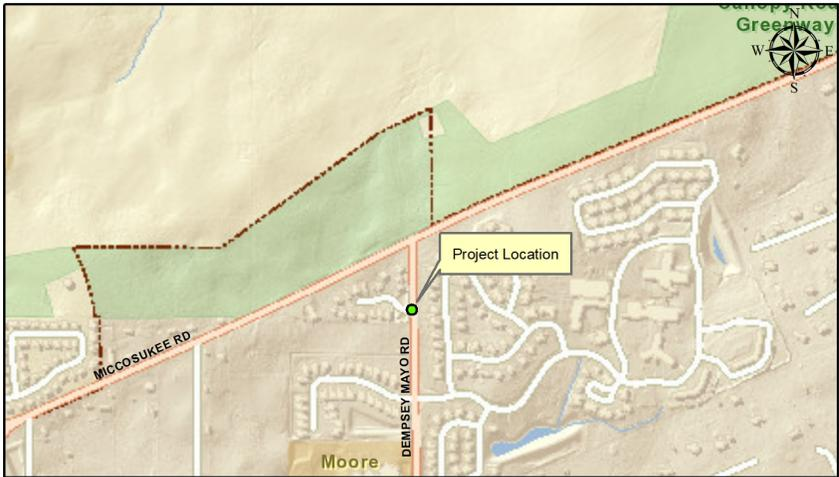 Greenway
N
W
E
S
Project Location
MICCOSUKEE RD
DEMPSEY MAYO RD
Moore